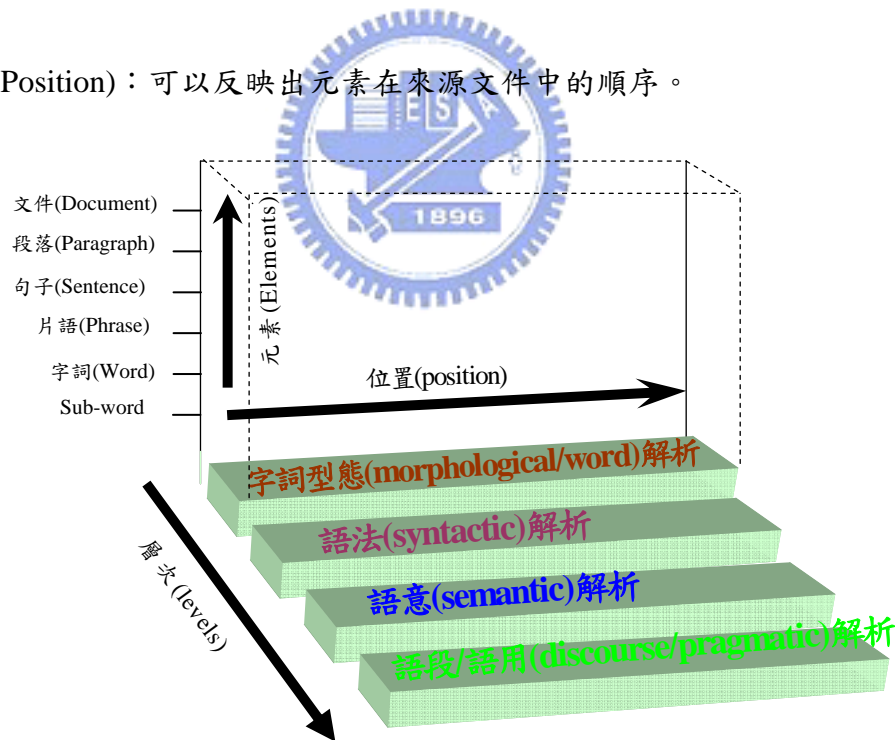 Position)：可以反映出元素在來源文件中的順序。
ES
A
1896
文件(Document)
段落(Paragraph)
句子(Sentence)
片語(Phrase)
字詞(Word)
Sub-word
元素(Elements)
位置(position)
層次(levels)
字詞型態(morphological/word)解析
語法(syntactic)解析
語意(semantic)解析
語段/語用(discourse/pragmatic)解析